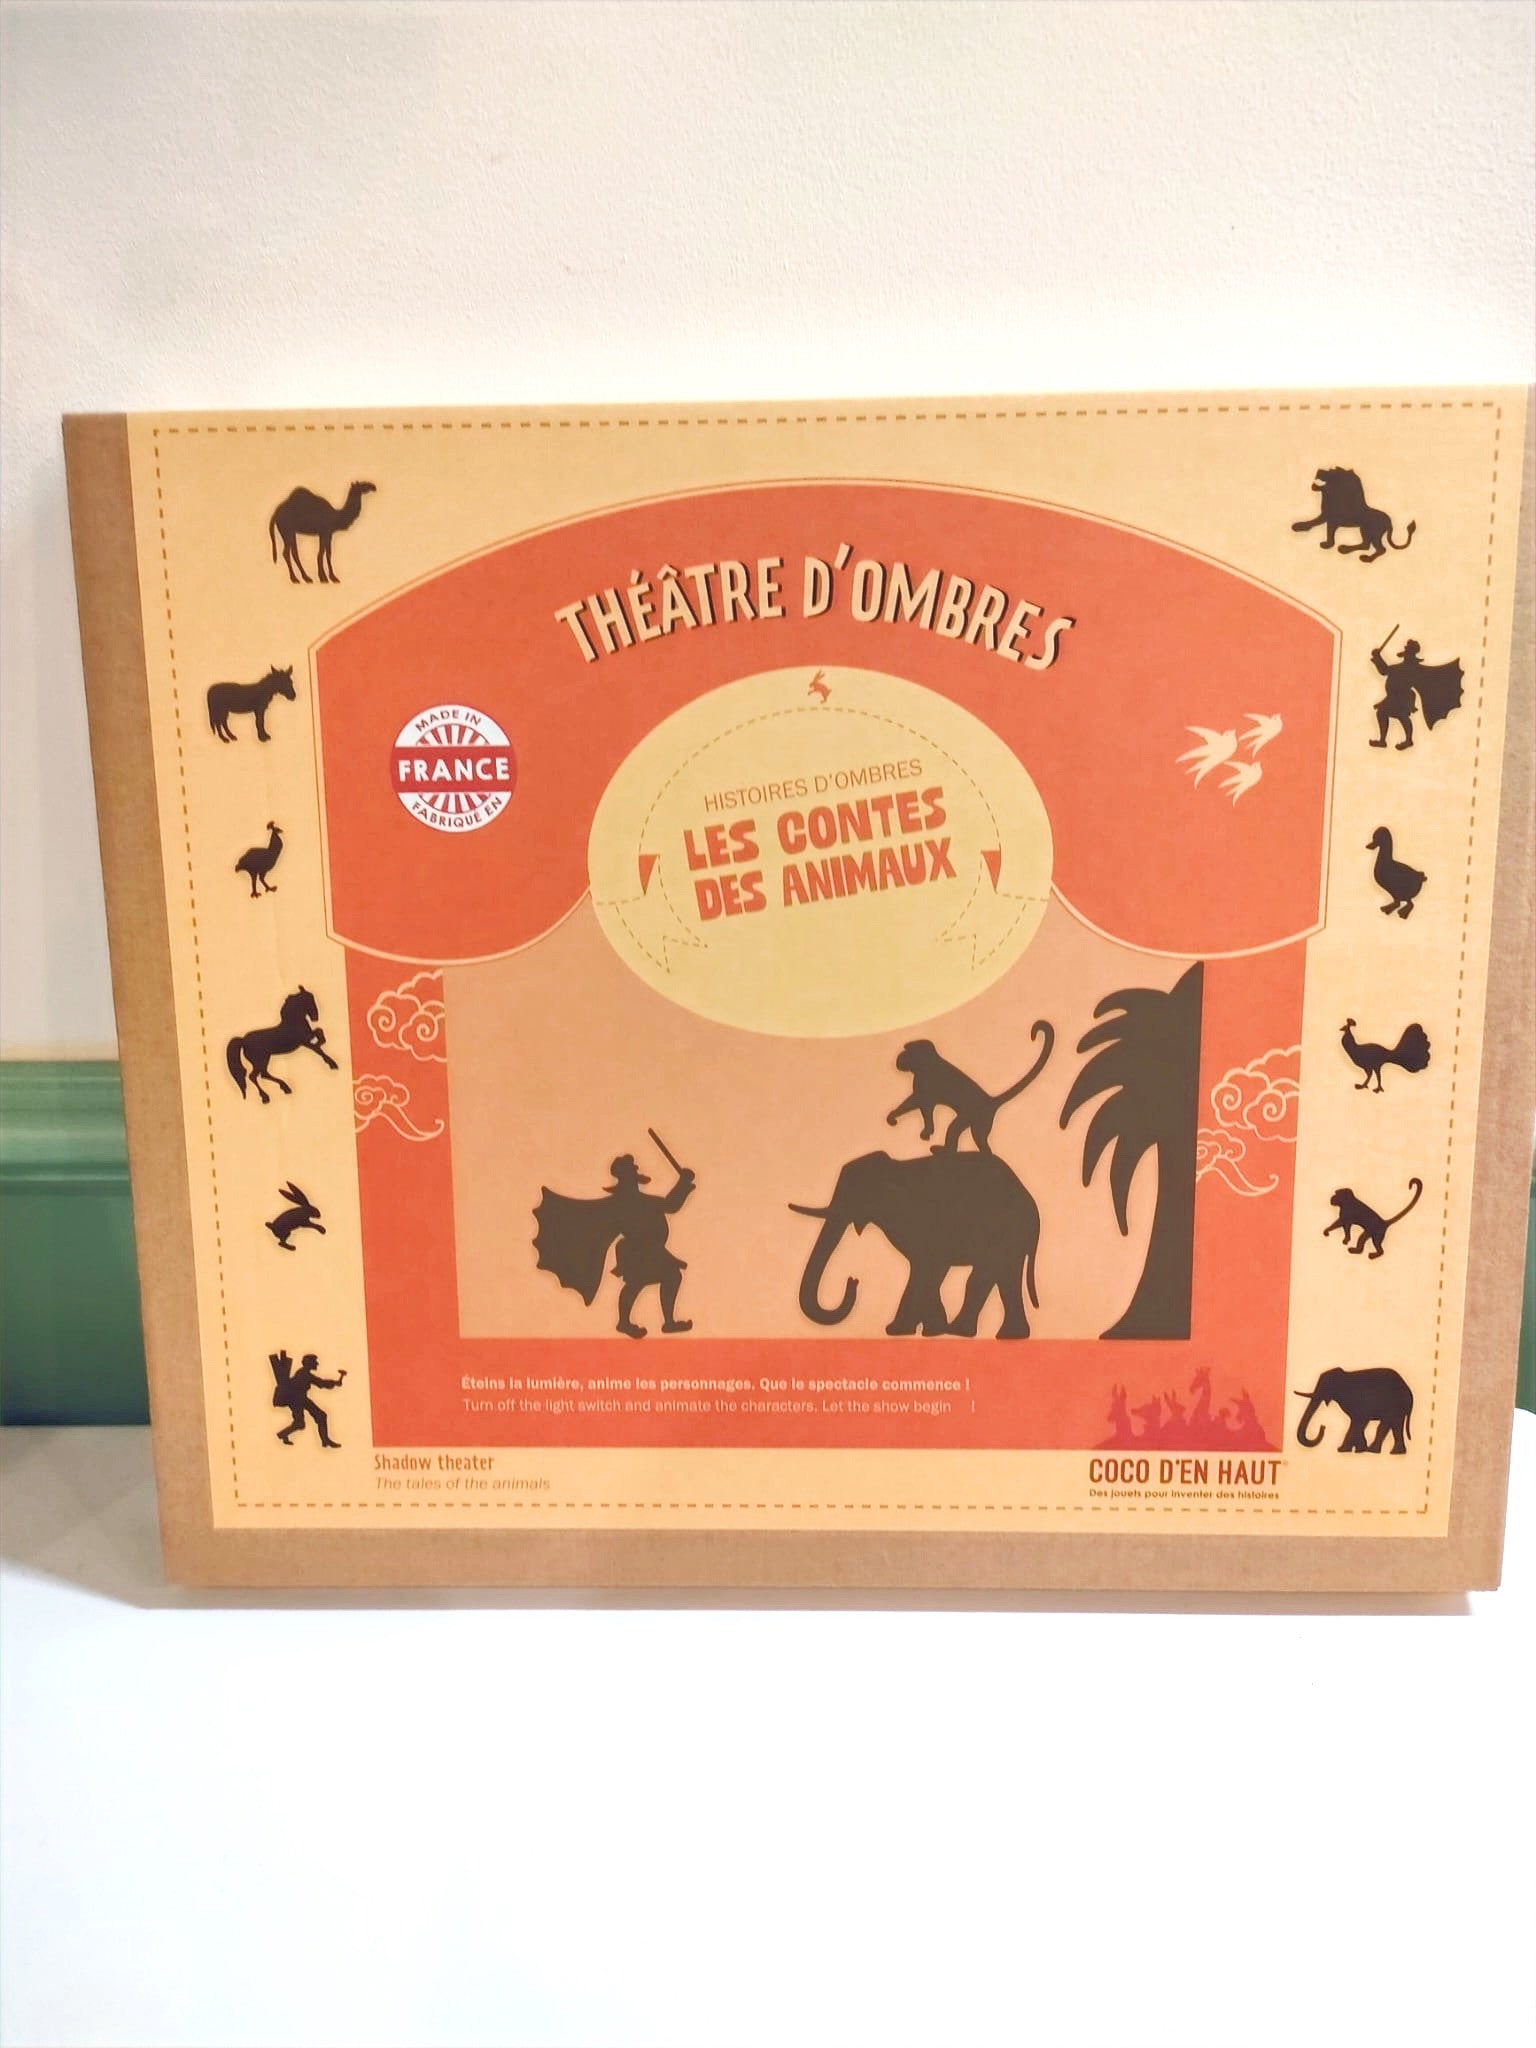 THÉÂTRE D'OMBRES
MADE IN
FRANCE
FABRIQUÉ EN
HISTOIRES D'OMBRES
LES CONTES
DES ANIMAUX
Éteins la lumière, anime les personnages. Que le spectacle commence !
Turn off the light switch and animate the characters. Let the show begin !
Shadow theater
The tales of the animals
COCO D'EN HAUT
Des jouets pour inventer des histoires